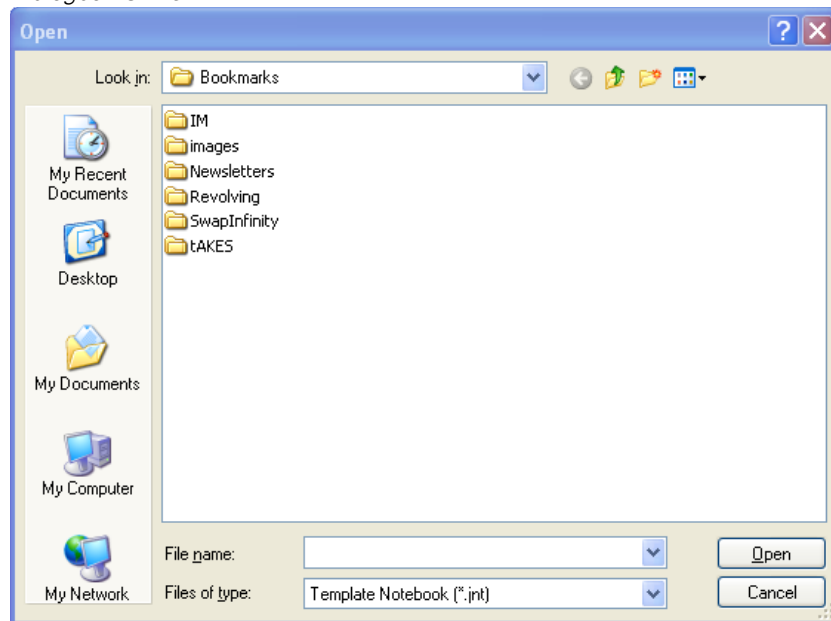 Open
Look in: Bookmarks
IM
images
Newsletters
Revolving
SwapInfinity
tAKES
My Recent
Documents
Desktop
My Documents
My Computer
My Network
File name:
Open
Files of type: Template Notebook (*.jnt)
Cancel